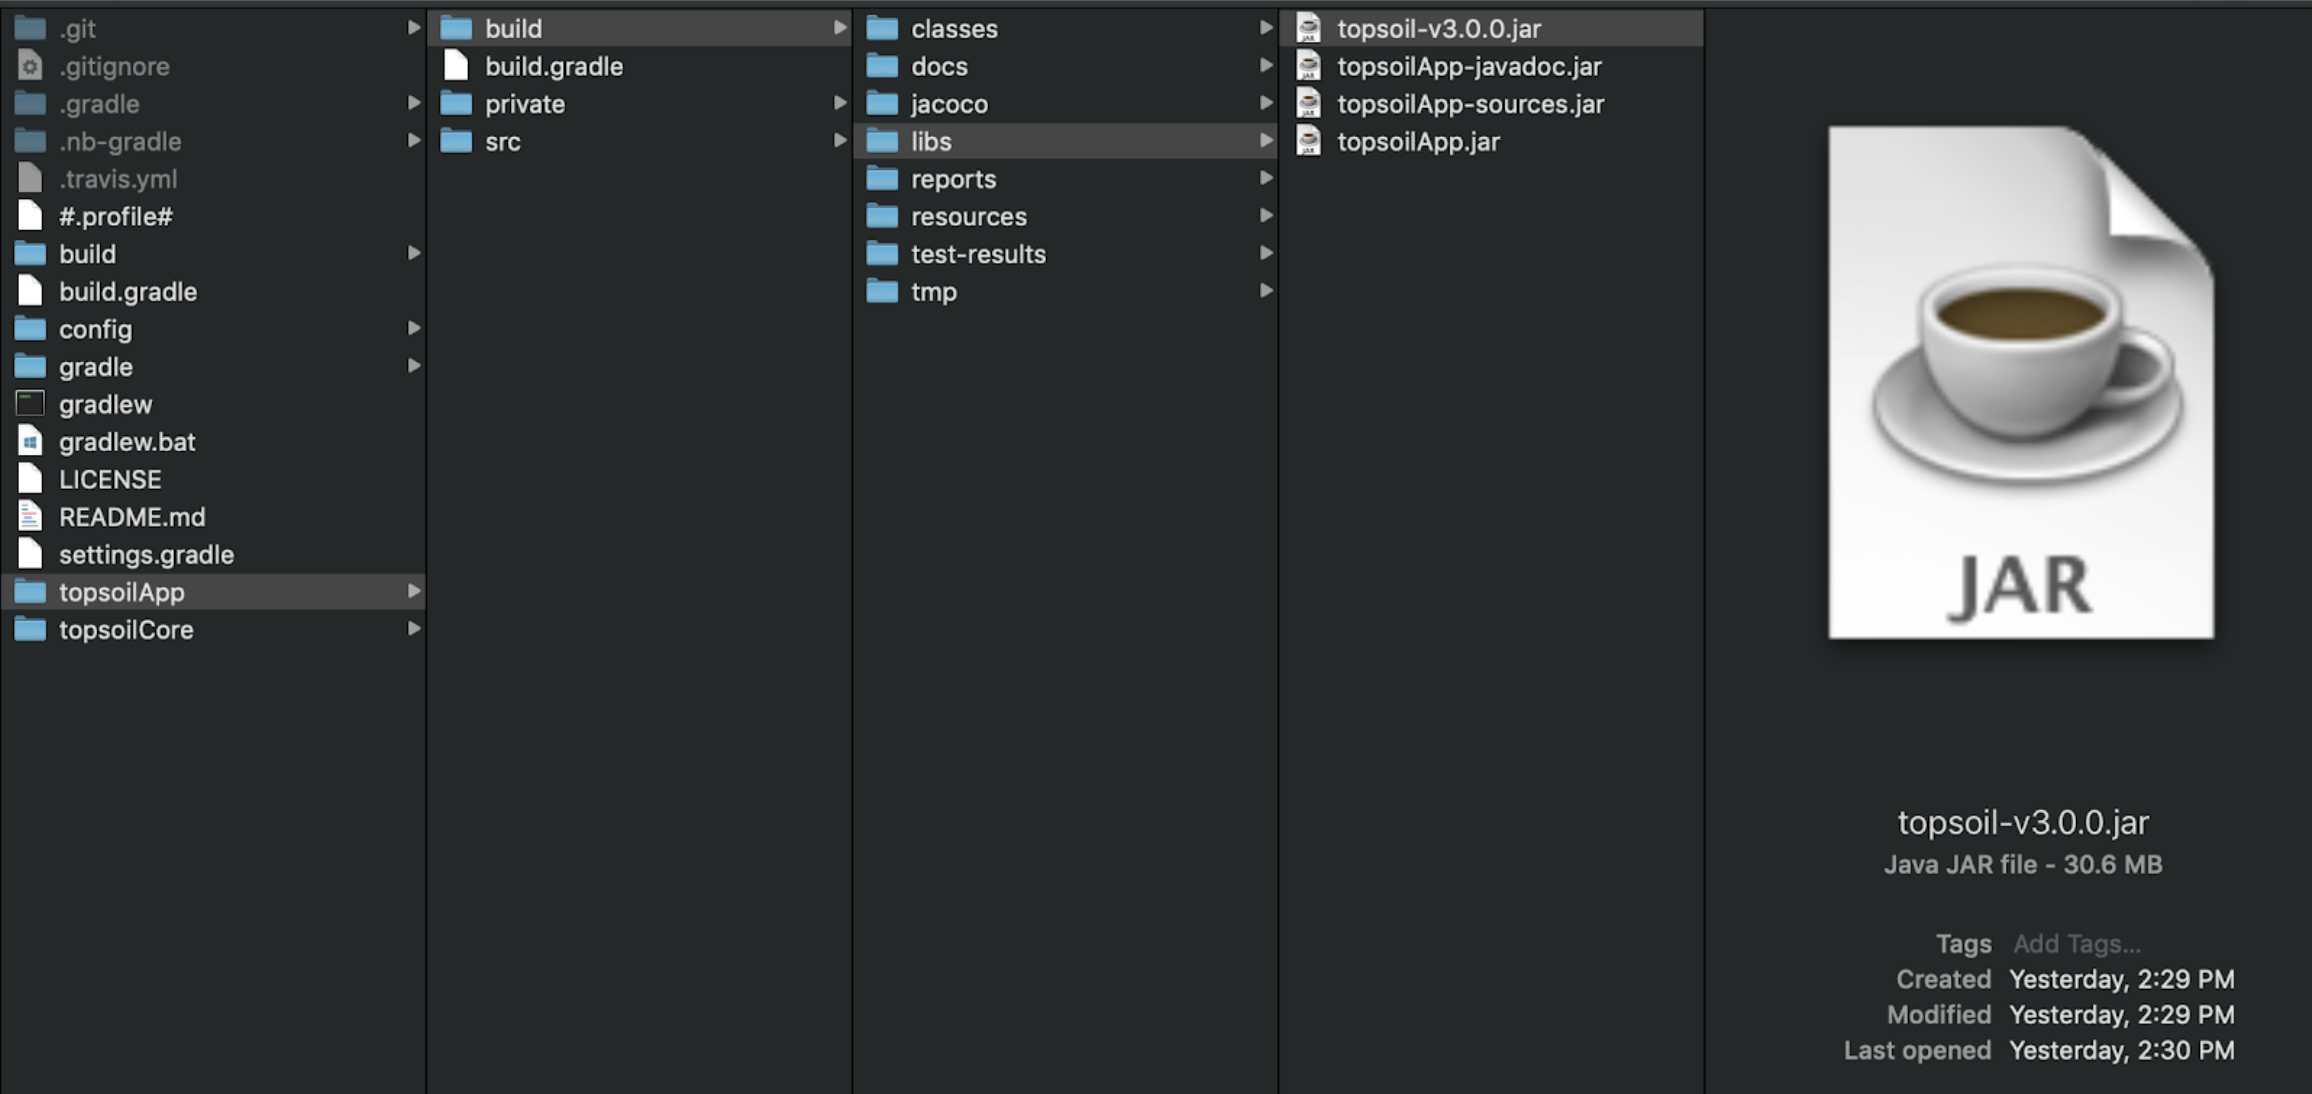 .git
.gitignore
.gradle
.nb-gradle
.travis.yml
#.profile#
build
build.gradle
config
gradle
gradlew
gradlew.bat
LICENSE
README.md
settings.gradle
topsoilApp
topsoilCore
build
build.gradle
private
src
classes
docs
jacoco
libs
reports
resources
test-results
tmp
topsoil-v3.0.0.jar
topsoilApp-javadoc.jar
topsoilApp-sources.jar
topsoilApp.jar
JAR
topsoil-v3.0.0.jar
Java JAR file - 30.6 MB
Tags Add Tags...
Created Yesterday, 2:29 PM
Modified Yesterday, 2:29 PM
Last opened Yesterday, 2:30 PM